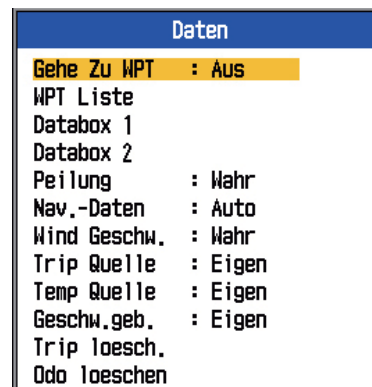 Daten
Gehe Zu WPT : Aus
WPT Liste
Databox 1
Databox 2
Peilung : Wahr
Nav.-Daten : Auto
Wind Geschw. : Wahr
Trip Quelle : Eigen
Temp Quelle : Eigen
Geschw.geb. : Eigen
Trip loesch.
Odo loeschen